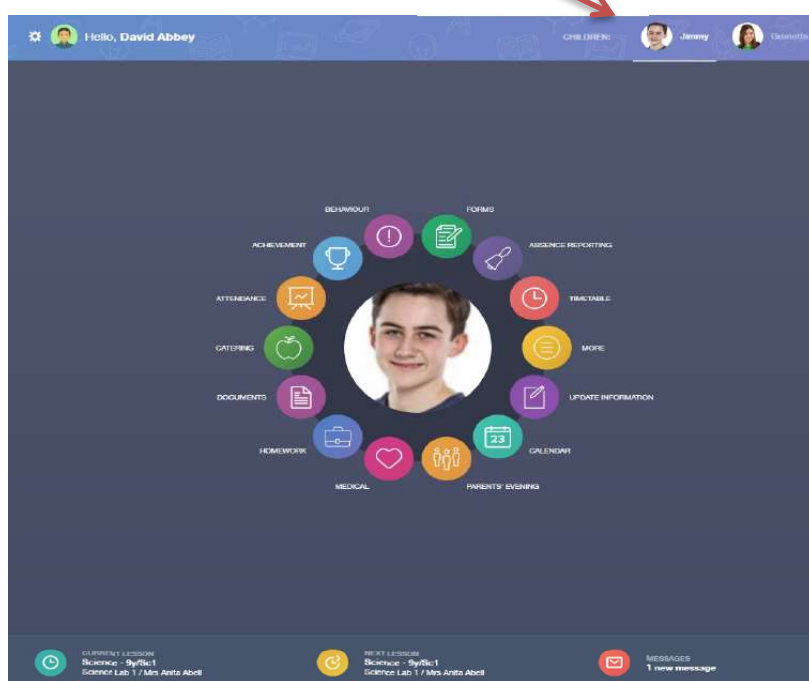 Hello, David Abbey
CHILDREN:
Jimmy
BEHAVIOUR
FORMS
ACHIEVEMENT
ABSENCE REPORTING
ATTENDANCE
TIMETABLE
CATERING
MORE
DOCUMENTS
UPDATE INFORMATION
HOMEWORK
23
CALENDAR
MEDICAL
PARENTS' EVENING
CURRENT LESSON
Science - 9y/Sc1
Science Lab 1 / Mrs Anita Abell
NEXT LESSON
Science - 9y/Sc1
Science Lab 1 / Mrs Anita Abell
MESSAGES
1 new message